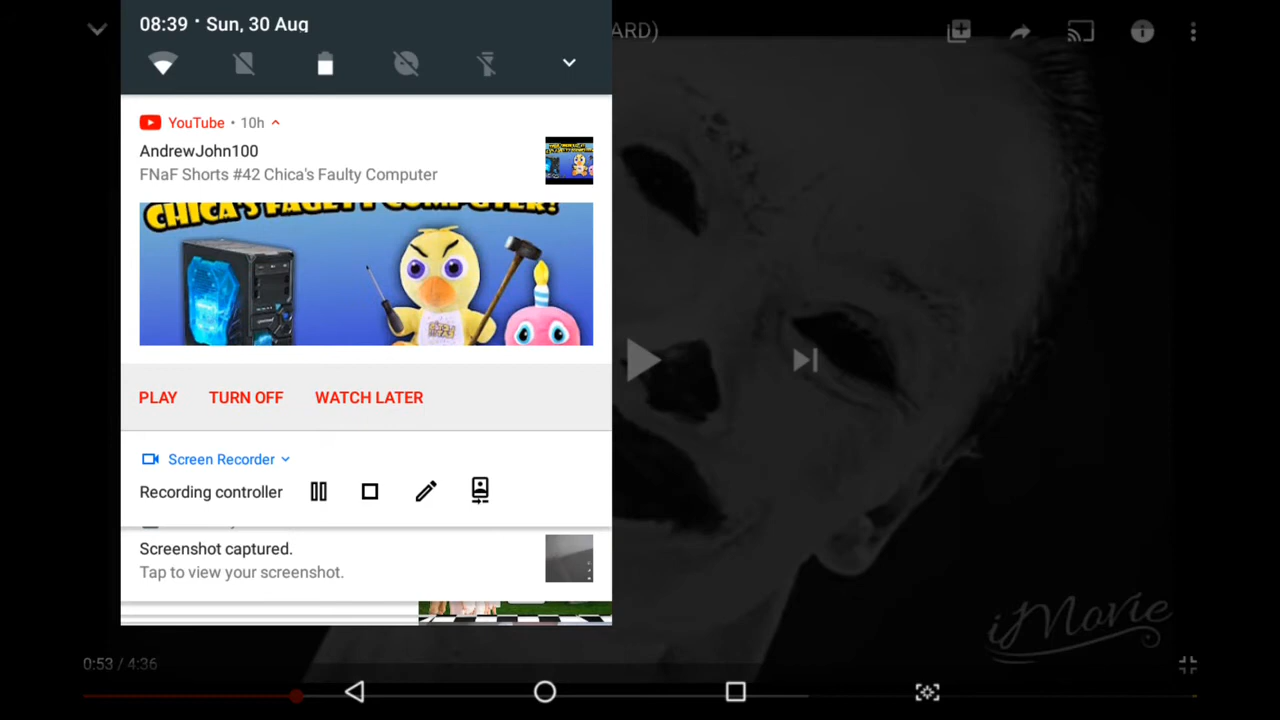 08:39 · Sun, 30 Aug
ARD)
YouTube · 10h
AndrewJohn100
FNaF Shorts #42 Chica's Faulty Computer
CHICA'S FAULTY COMPUTER!
PLAY TURN OFF WATCH LATER
Screen Recorder
Recording controller
Screenshot captured.
Tap to view your screenshot.
iMovie
0:53 / 4:36